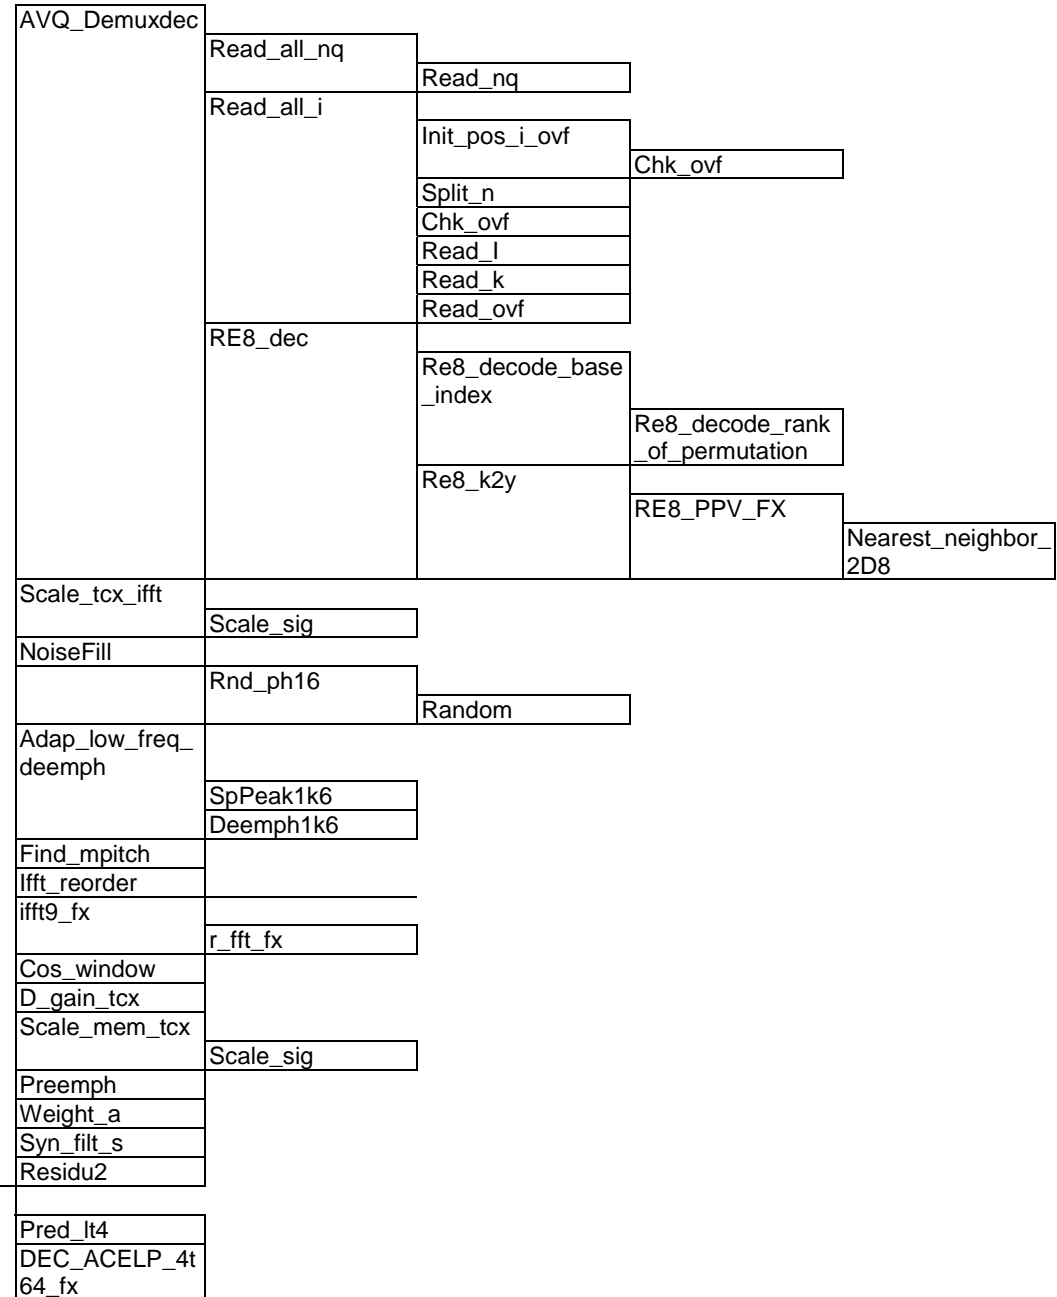 AVQ_Demuxdec
Read_all_nq
Read_nq
Read_all_i
Init_pos_i_ovf
Chk_ovf
Split_n
Chk_ovf
Read_I
Read_k
Read_ovf
RE8_dec
Re8_decode_base
_index
Re8_decode_rank
_of_permutation
Re8_k2y
RE8_PPV_FX
Nearest_neighbor_
2D8
Scale_tcx_ifft
Scale_sig
NoiseFill
Rnd_ph16
Random
Adap_low_freq_
deemph
SpPeak1k6
Deemph1k6
Find_mpitch
Ifft_reorder
ifft9_fx
r_fft_fx
Cos_window
D_gain_tcx
Scale_mem_tcx
Scale_sig
Preemph
Weight_a
Syn_filt_s
Residu2
Pred_lt4
DEC_ACELP_4t
64_fx